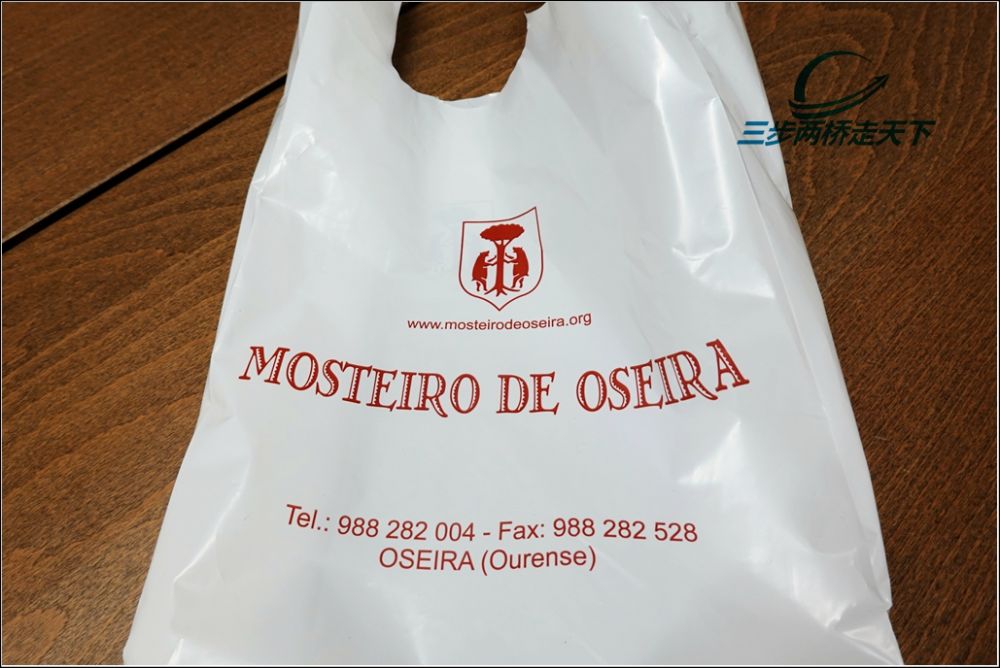 三步两桥走天下
www.mosteirodeoseira.org
MOSTEIRO DE OSEIRA
Tel.: 988 282 004 - Fax: 988 282 528
OSEIRA (Ourense)